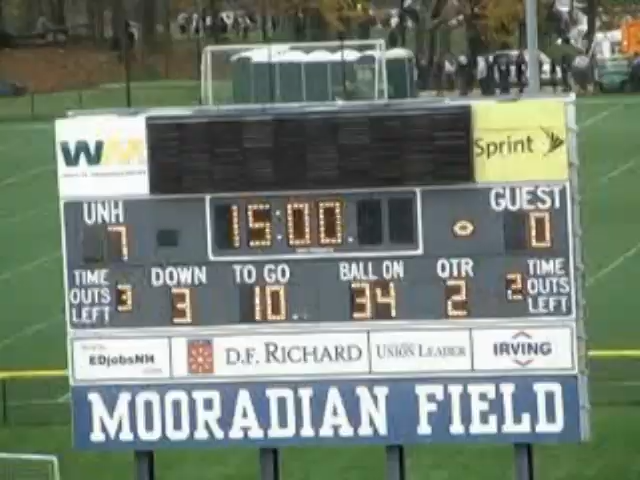 WM
Sprint
UNH
7
15:00
GUEST
0
TIME OUTS LEFT 3
DOWN
3
TO GO
10
BALL ON
34
QTR
2
2 TIME OUTS LEFT
EDjobsNH
D.F. RICHARD
UNION LEADER
IRVING
MOORADIAN FIELD